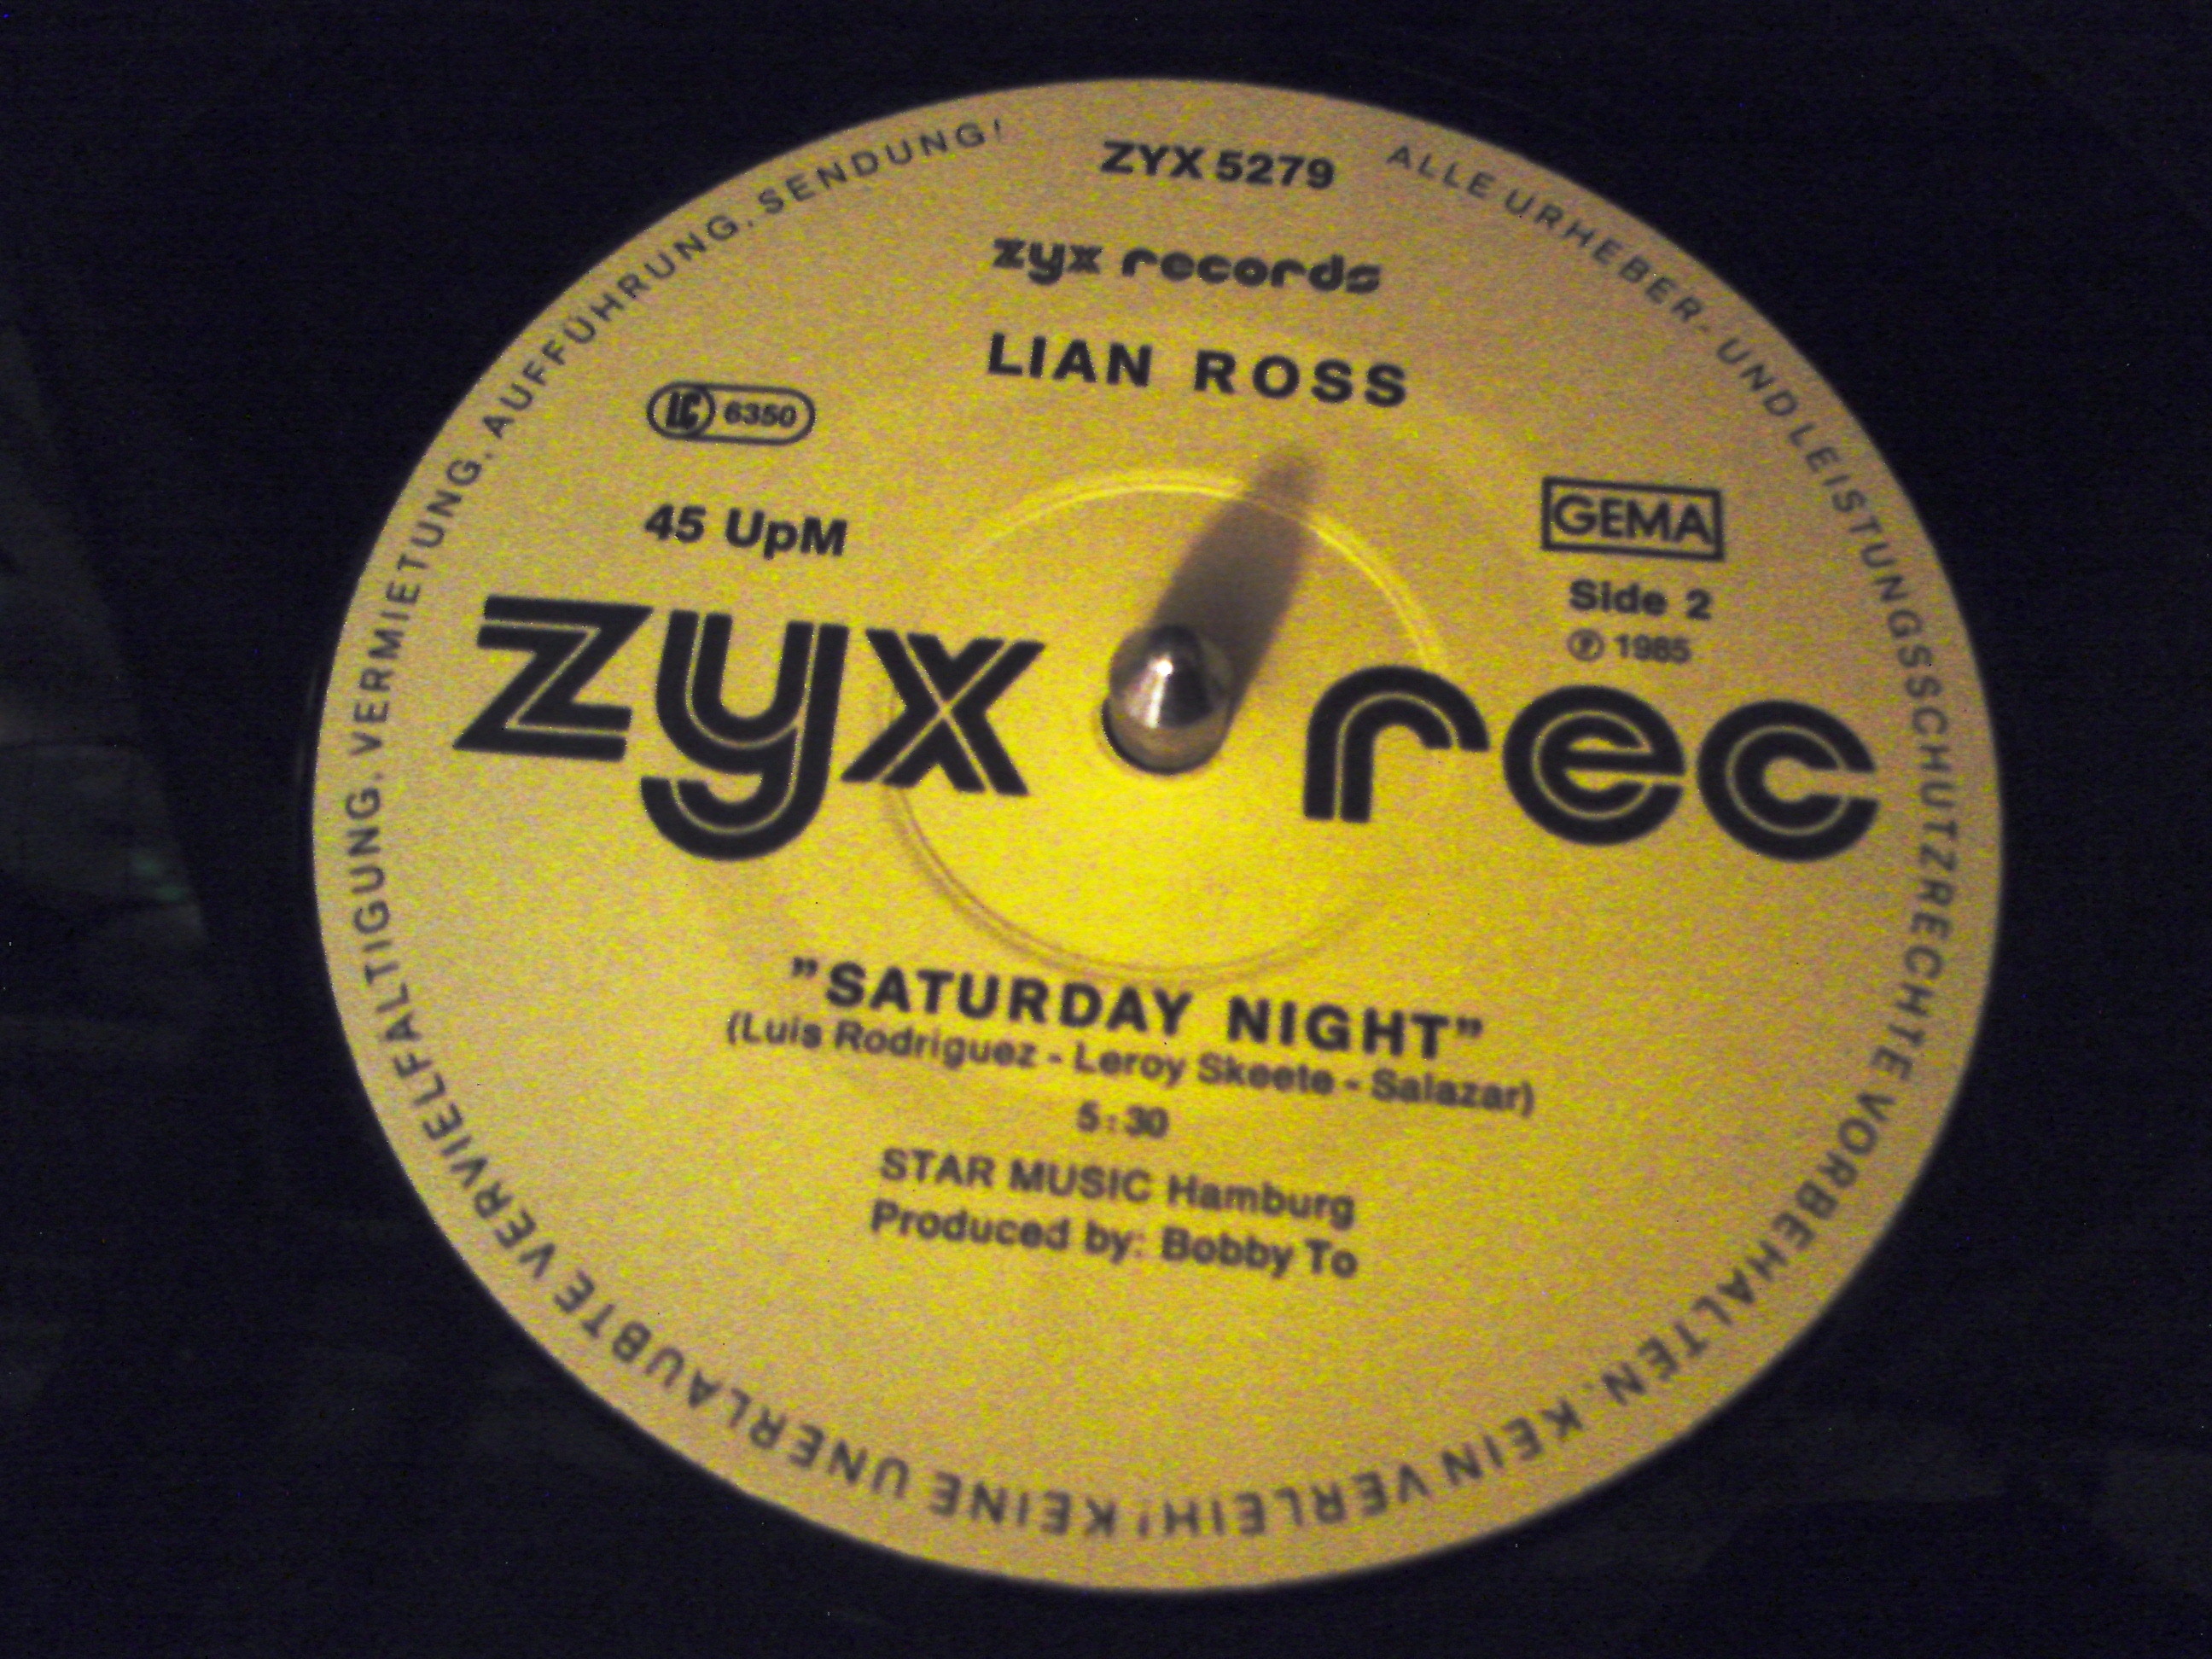 ZYX 5279
zyx records
LIAN ROSS
LC 6350
45 UpM
GEMA
Side 2
Ⓟ 1985
zyx rec
"SATURDAY NIGHT"
(Luis Rodriguez - Leroy Skeete - Salazar)
5:30
STAR MUSIC Hamburg
Produced by: Bobby To
ALLE URHEBER- UND LEISTUNGSSCHUTZRECHTE VORBEHALTEN. KEIN VERLEIH! KEINE UNERLAUBTE VERVIELFALTIGUNG, VERMIETUNG, AUFFÜHRUNG, SENDUNG!